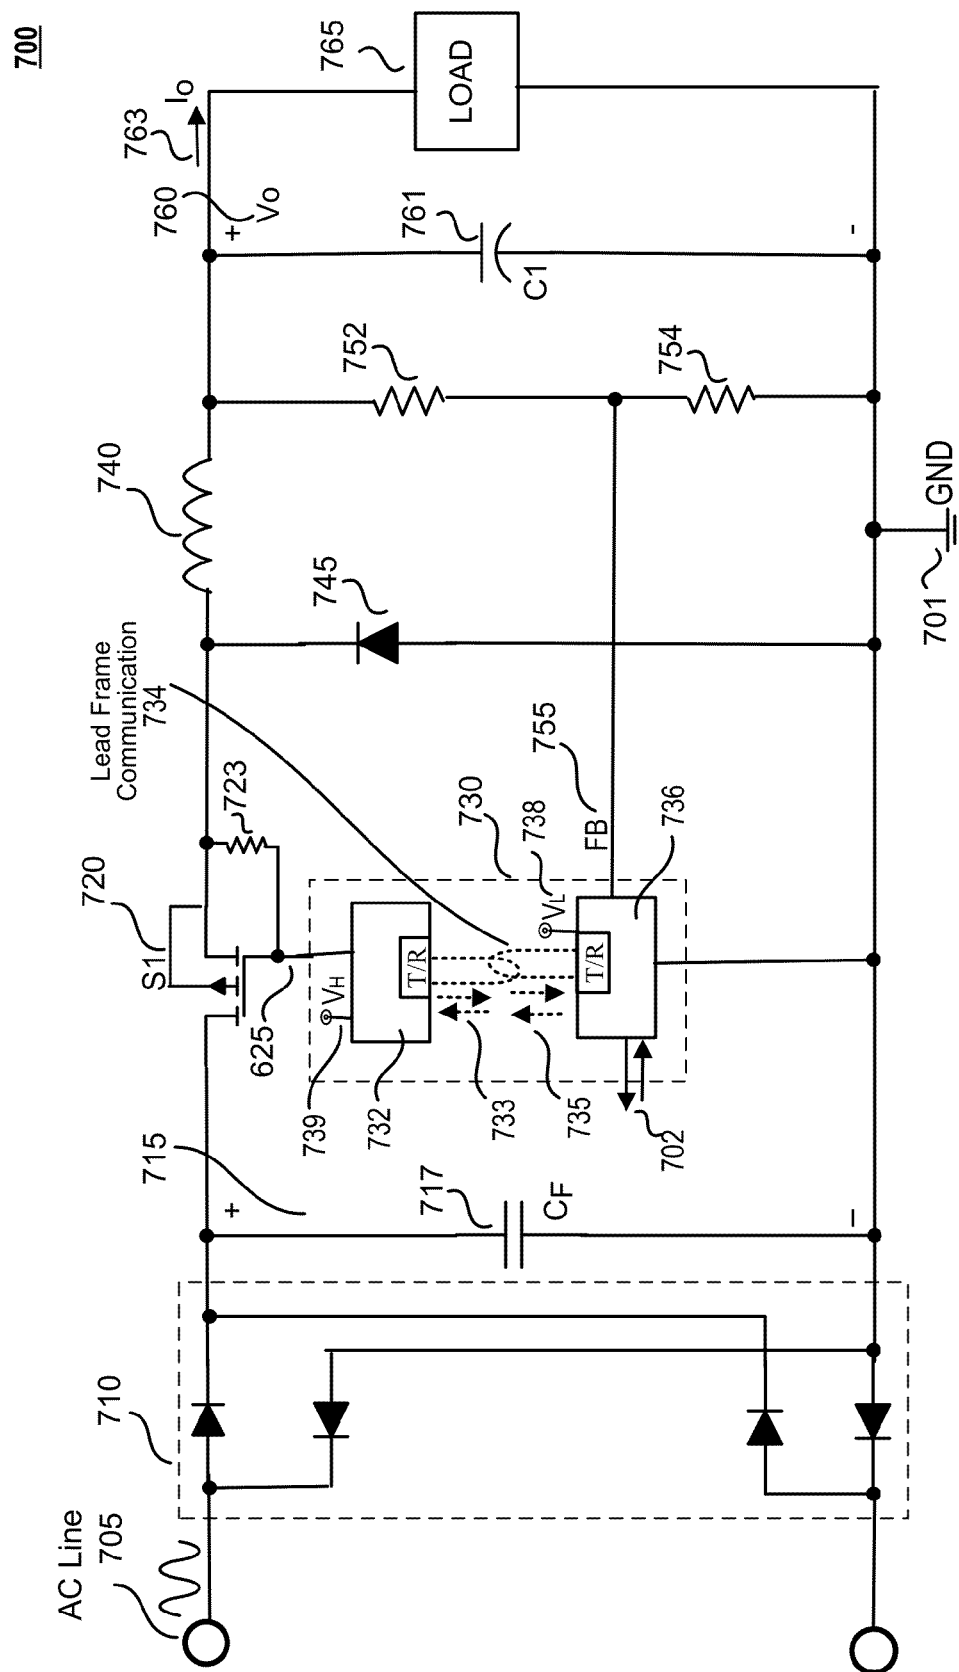 700
AC Line
705
710
715
+
717
CF
–
S1
720
723
625
739
VH
732
T/R
733
735
702
T/R
VL
738
730
736
Lead Frame
Communication
734
FB
755
745
740
701
GND
752
754
760
Vo
+
763
Io
761
C1
-
765
LOAD